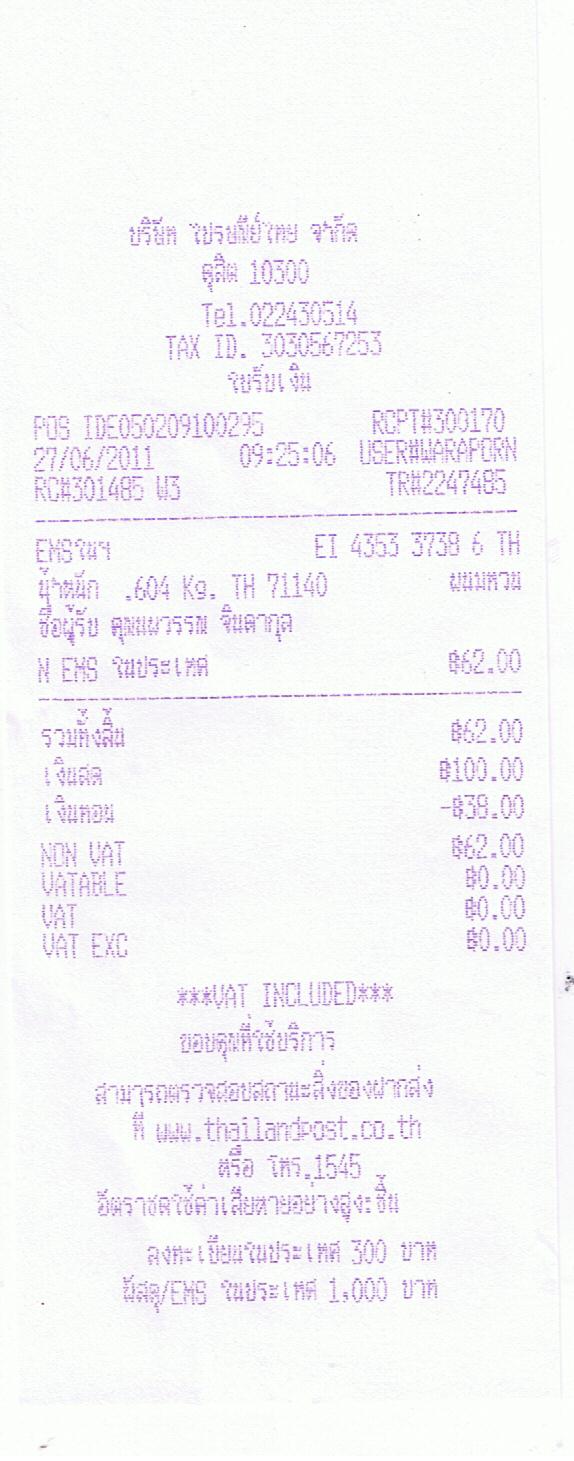 บริษัท ไปรษณีย์ไทย จำกัด
ดุสิต 10300
Tel.022430514
TAX ID. 3030567253
ใบรับเงิน
POS IDE050209100295 RCPT#300170
27/06/2011 09:25:06 USER#WARAPORN
RC#301485 W3 TR#2247485
EMSในฯ EI 4353 3738 6 TH
น้ำหนัก .604 Kg. TH 71140 พนมทวน
ชื่อผู้รับ คุณนพวรรณ จินดากุล
N EMS ในประเทศ ฿62.00
รวมทั้งสิ้น ฿62.00
เงินสด ฿100.00
เงินทอน -฿38.00
NON VAT ฿62.00
VATABLE ฿0.00
VAT ฿0.00
VAT EXC ฿0.00
***VAT INCLUDED***
ขอบคุณที่ใช้บริการ
สามารถตรวจสอบสถานะสิ่งของฝากส่ง
ที่ www.thailandpost.co.th
หรือ โทร.1545
อัตราชดใช้ค่าเสียหายอย่างสูงะชิ้น
ลงทะเบียนในประเทศ 300 บาท
พัสดุ/EMS ในประเทศ 1,000 บาท